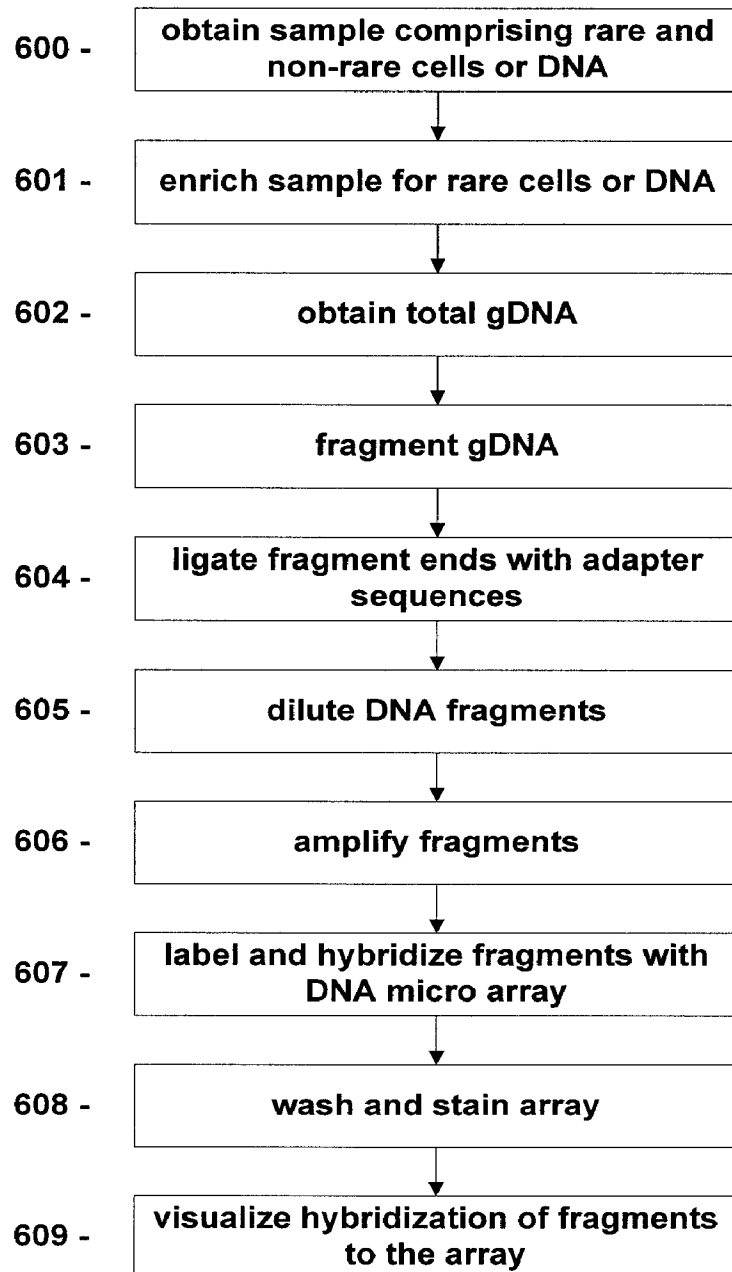 600 - obtain sample comprising rare and
non-rare cells or DNA
601 - enrich sample for rare cells or DNA
602 - obtain total gDNA
603 - fragment gDNA
604 - ligate fragment ends with adapter
sequences
605 - dilute DNA fragments
606 - amplify fragments
607 - label and hybridize fragments with
DNA micro array
608 - wash and stain array
609 - visualize hybridization of fragments
to the array